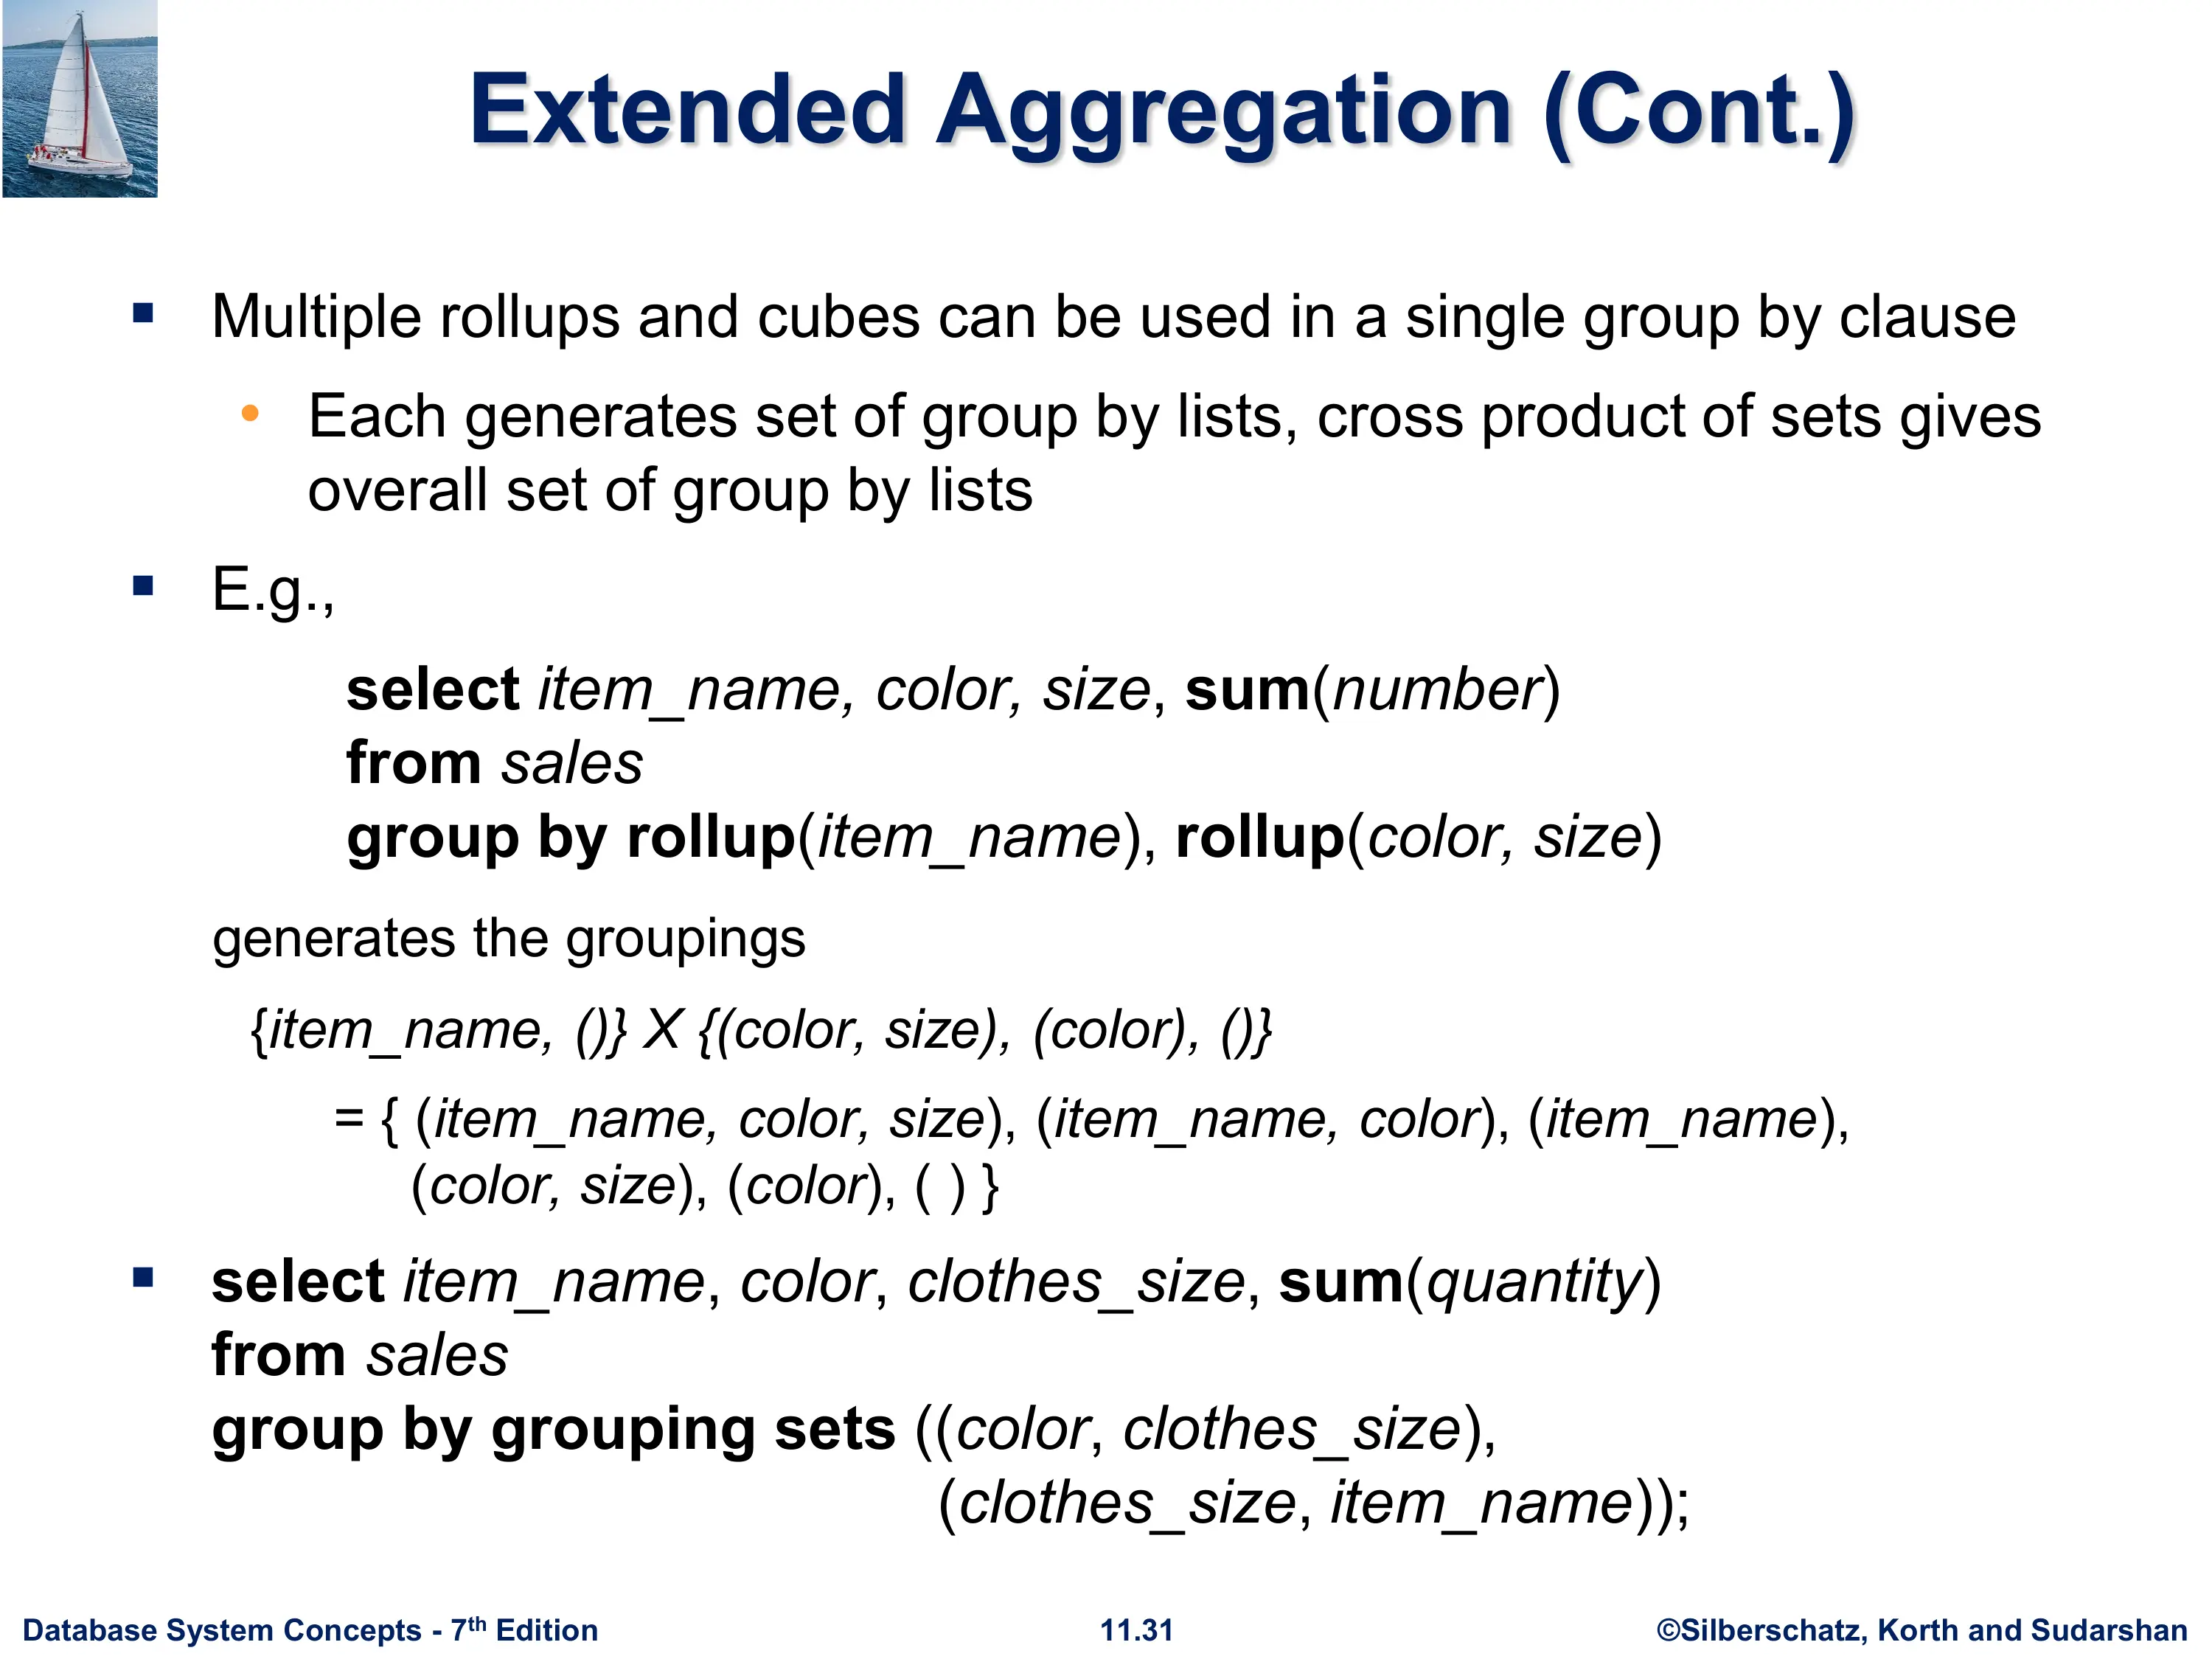 Extended Aggregation (Cont.)
▪ Multiple rollups and cubes can be used in a single group by clause
• Each generates set of group by lists, cross product of sets gives
overall set of group by lists
▪ E.g.,
select item_name, color, size, sum(number)
from sales
group by rollup(item_name), rollup(color, size)
generates the groupings
{item_name, ()} X {(color, size), (color), ()}
= { (item_name, color, size), (item_name, color), (item_name),
(color, size), (color), ( ) }
▪ select item_name, color, clothes_size, sum(quantity)
from sales
group by grouping sets ((color, clothes_size),
(clothes_size, item_name));
Database System Concepts - 7th Edition
11.31
©Silberschatz, Korth and Sudarshan